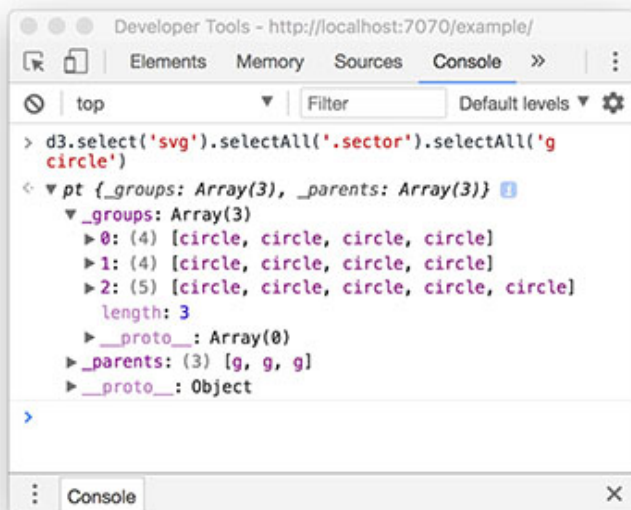 Developer Tools - http://localhost:7070/example/
Elements Memory Sources Console »
top ▼ Filter Default levels ▼
> d3.select('svg').selectAll('.sector').selectAll('g
circle')
▼ pt {_groups: Array(3), _parents: Array(3)} i
▼ _groups: Array(3)
▶ 0: (4) [circle, circle, circle, circle]
▶ 1: (4) [circle, circle, circle, circle]
▶ 2: (5) [circle, circle, circle, circle, circle]
length: 3
▶ __proto__: Array(0)
▶ _parents: (3) [g, g, g]
▶ __proto__: Object
>
Console